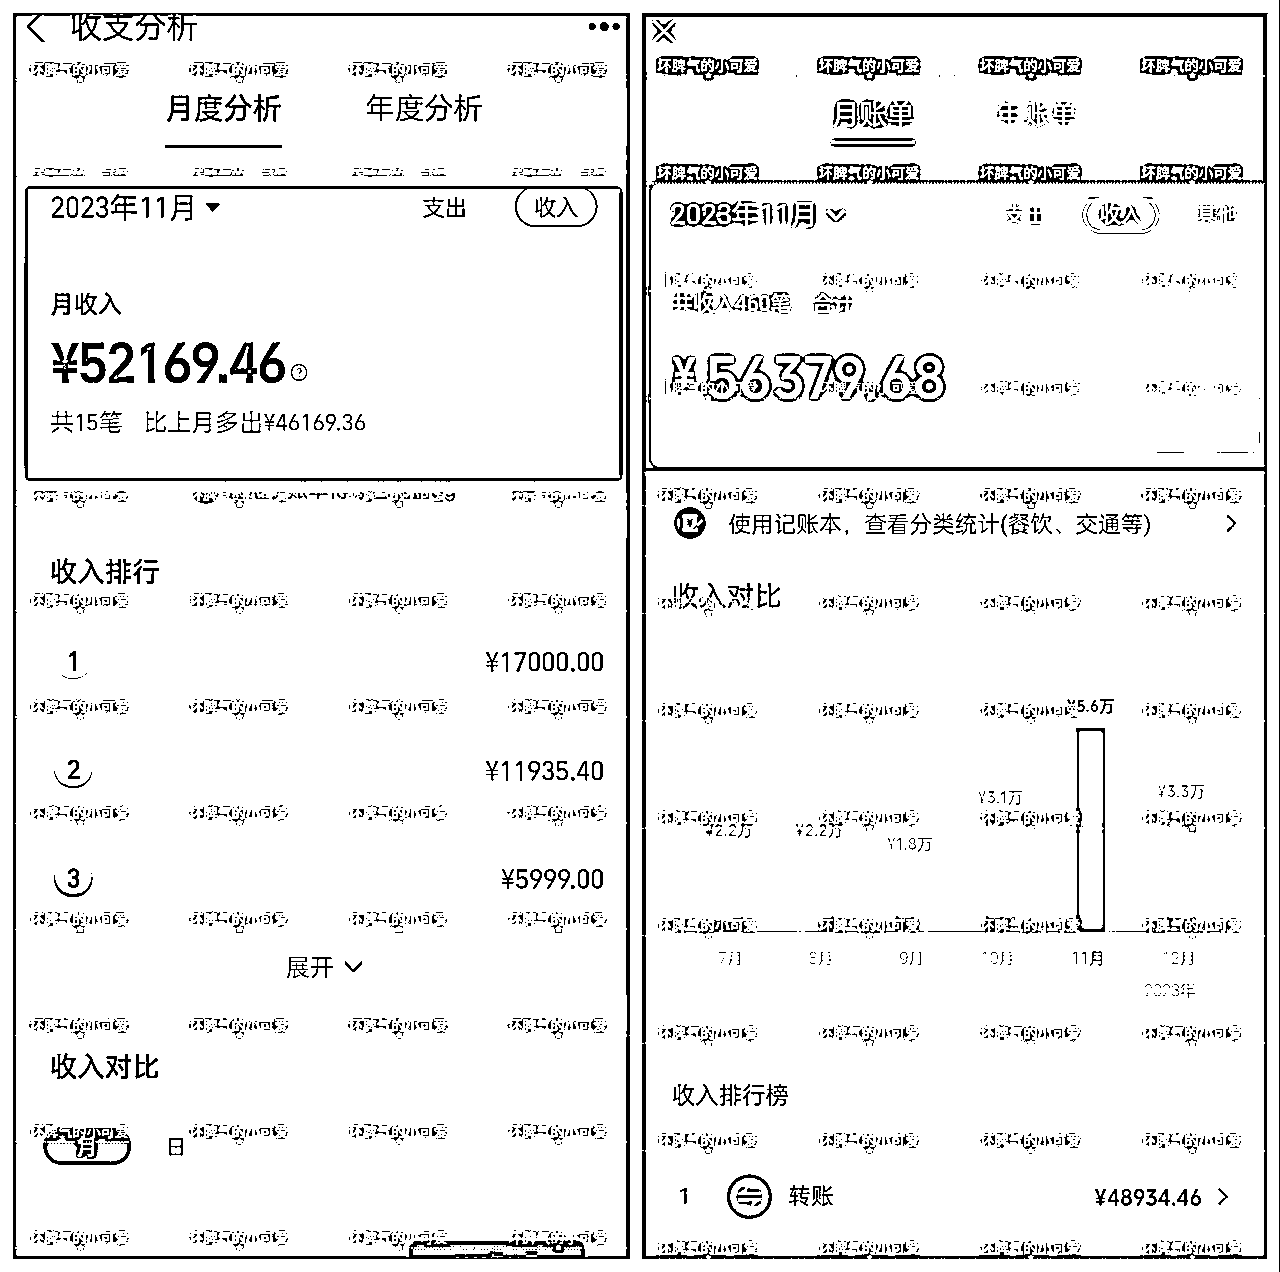 收支分析
月度分析 年度分析
2023年11月 支出 收入
月收入
¥52169.46
共15笔 比上月多出¥46169.36
收入排行
1 ¥17000.00
2 ¥11935.40
3 ¥5999.00
展开
收入对比
月 日
坏脾气的小可爱 坏脾气的小可爱 坏脾气的小可爱 坏脾气的小可爱
月账单 年账单
坏脾气的小可爱 坏脾气的小可爱 坏脾气的小可爱 坏脾气的小可爱
2023年11月 支出 收入 其他
共收入460笔 合计
¥56379.68
使用记账本，查看分类统计(餐饮、交通等)
收入对比
¥5.6万
¥3.1万 ¥3.3万
¥2.2万 ¥2.2万 ¥1.8万
7月 8月 9月 10月 11月 12月
2023年
收入排行榜
1 转账 ¥48934.46